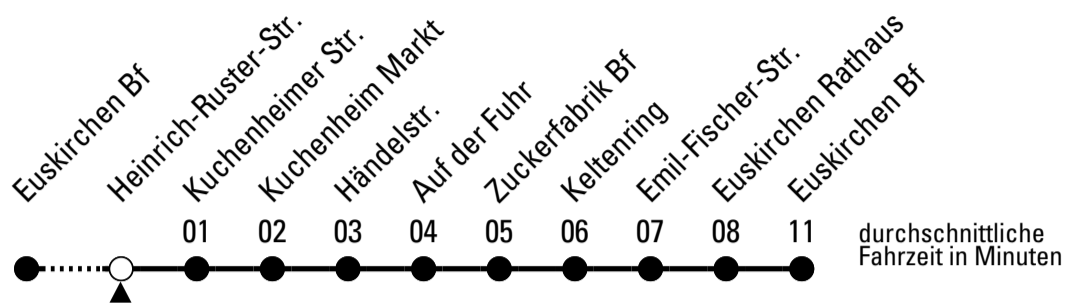 Euskirchen Bf
Heinrich-Ruster-Str.
Kuchenheimer Str.
Kuchenheim Markt
Händelstr.
Auf der Fuhr
Zuckerfabrik Bf
Keltenring
Emil-Fischer-Str.
Euskirchen Rathaus
Euskirchen Bf
01 02 03 04 05 06 07 08 11
durchschnittliche
Fahrzeit in Minuten